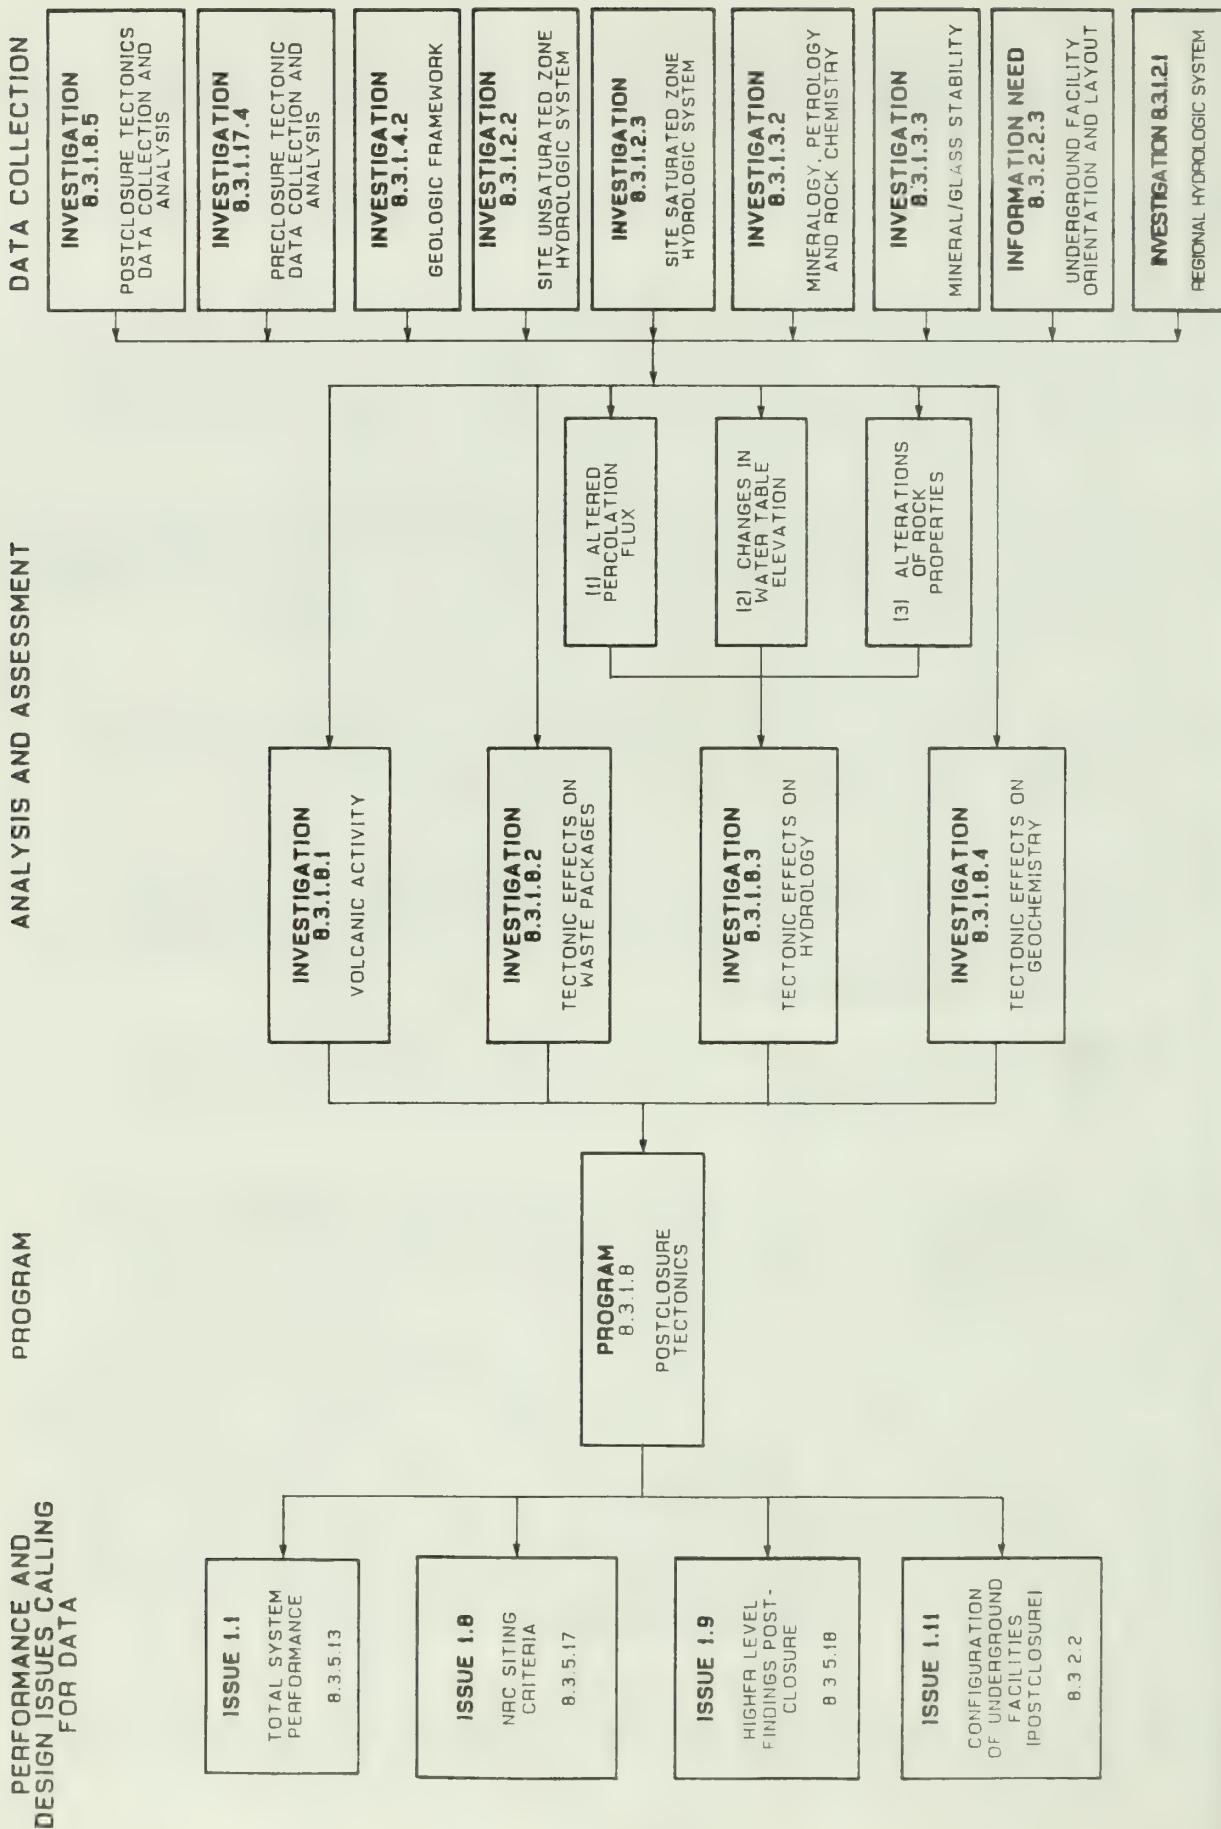 PERFORMANCE AND
DESIGN ISSUES CALLING
FOR DATA
PROGRAM
ANALYSIS AND ASSESSMENT
DATA COLLECTION
ISSUE 1.1
TOTAL SYSTEM
PERFORMANCE
8.3.5.13
ISSUE 1.8
NRC SITING
CRITERIA
8.3.5.17
ISSUE 1.9
HIGHER LEVEL
FINDINGS POST-
CLOSURE
8 3 5.18
ISSUE 1.11
CONFIGURATION
OF UNDERGROUND
FACILITIES
(POSTCLOSURE)
8.3 2.2
PROGRAM
8.3.1.8
POSTCLOSURE
TECTONICS
INVESTIGATION
8.3.1.8.1
VOLCANIC ACTIVITY
INVESTIGATION
8.3.1.8.2
TECTONIC EFFECTS ON
WASTE PACKAGES
INVESTIGATION
8.3.1.8.3
TECTONIC EFFECTS ON
HYDROLOGY
INVESTIGATION
8.3.1.8.4
TECTONIC EFFECTS ON
GEOCHEMISTRY
(1) ALTERED
PERCOLATION
FLUX
(2) CHANGES IN
WATER TABLE
ELEVATION
(3) ALTERATIONS
OF ROCK
PROPERTIES
INVESTIGATION
8.3.1.8.5
POSTCLOSURE TECTONICS
DATA COLLECTION AND
ANALYSIS
INVESTIGATION
8.3.1.17.4
PRECLOSURE TECTONIC
DATA COLLECTION AND
ANALYSIS
INVESTIGATION
8.3.1.4.2
GEOLOGIC FRAMEWORK
INVESTIGATION
8.3.1.2.2
SITE UNSATURATED ZONE
HYDROLOGIC SYSTEM
INVESTIGATION
8.3.1.2.3
SITE SATURATED ZONE
HYDROLOGIC SYSTEM
INVESTIGATION
8.3.1.3.2
MINERALOGY, PETROLOGY
AND ROCK CHEMISTRY
INVESTIGATION
8.3.1.3.3
MINERAL/GLASS STABILITY
INFORMATION NEED
8.3.2.2.3
UNDERGROUND FACILITY
ORIENTATION AND LAYOUT
INVESTIGATION 8.3.1.2.1
REGIONAL HYDROLOGIC SYSTEM